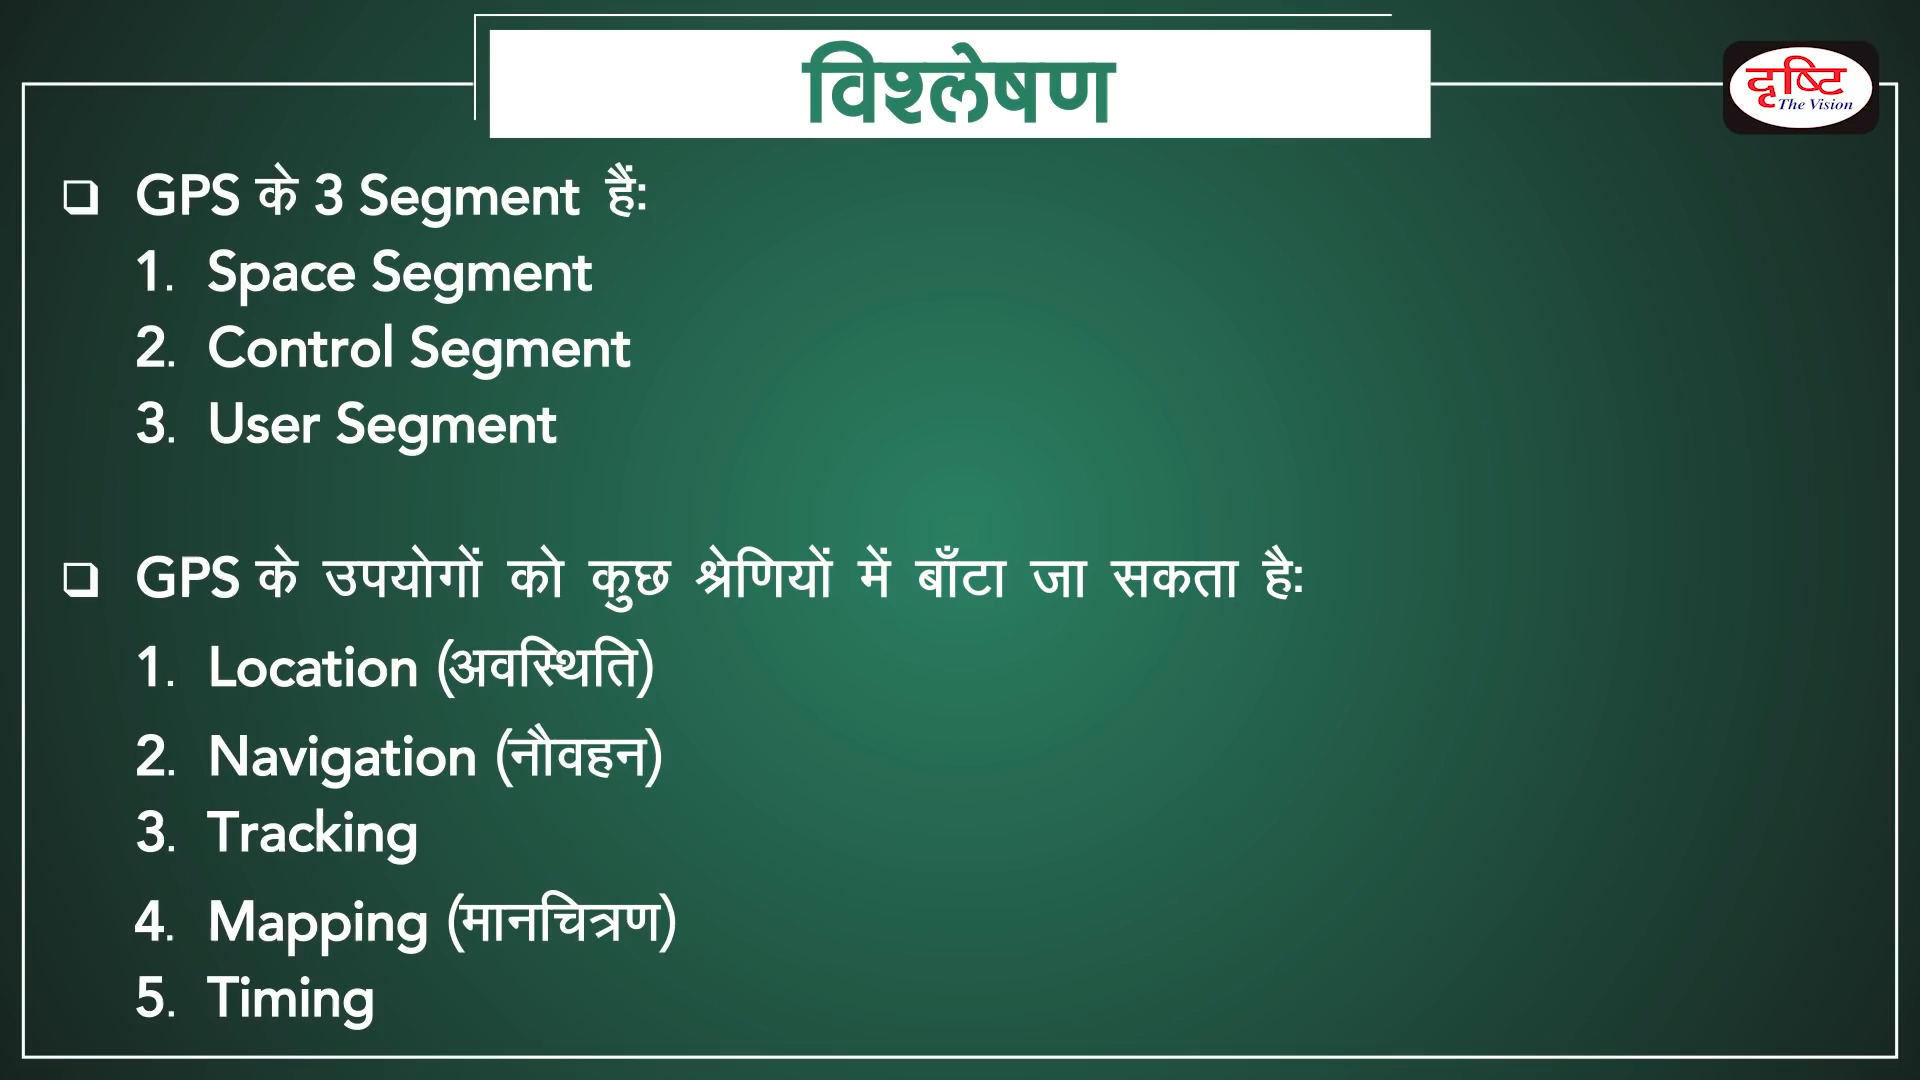 विश्लेषण
दृष्टि
The Vision
❑ GPS के 3 Segment हैं:
1. Space Segment
2. Control Segment
3. User Segment
❑ GPS के उपयोगों को कुछ श्रेणियों में बाँटा जा सकता है:
1. Location (अवस्थिति)
2. Navigation (नौवहन)
3. Tracking
4. Mapping (मानचित्रण)
5. Timing